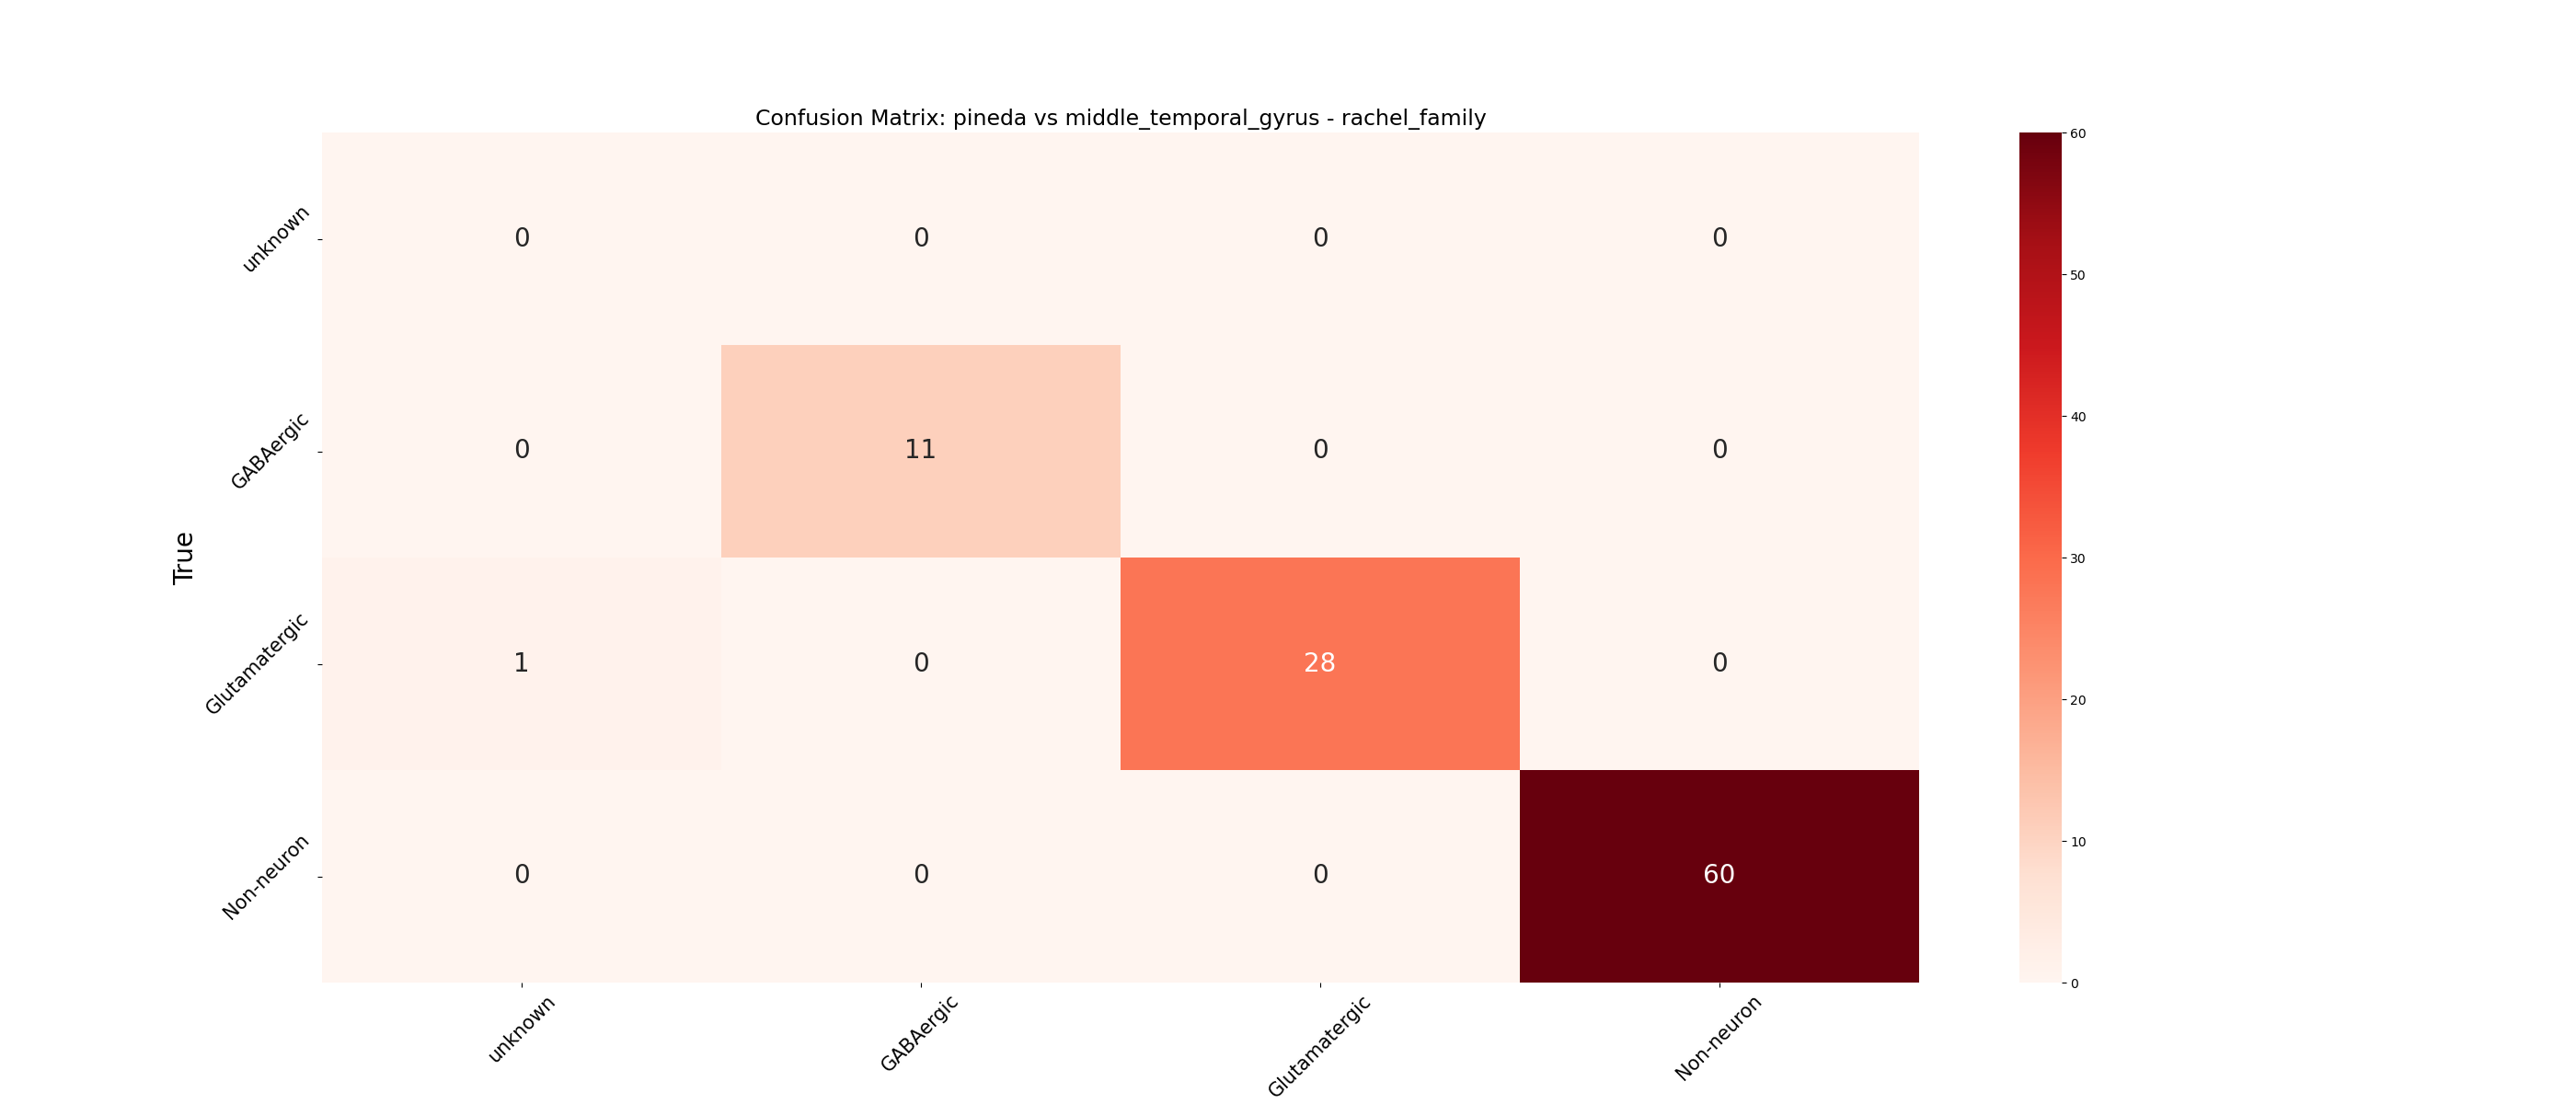 Confusion Matrix: pineda vs middle_temporal_gyrus - rachel_family
True
unknown 0 0 0 0
GABAergic 0 11 0 0
Glutamatergic 1 0 28 0
Non-neuron 0 0 0 60
unknown GABAergic Glutamatergic Non-neuron
60
50
40
30
20
10
0